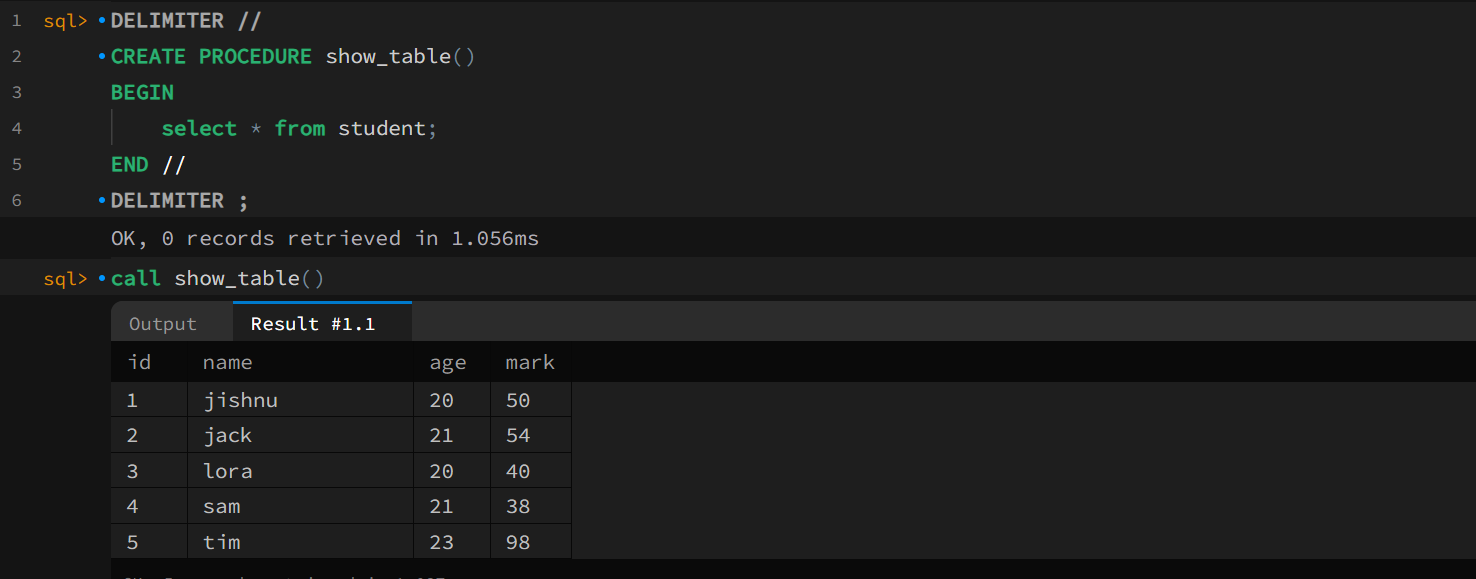 1 sql> DELIMITER //
2 CREATE PROCEDURE show_table()
3 BEGIN
4 select * from student;
5 END //
6 DELIMITER ;
OK, 0 records retrieved in 1.056ms
sql> call show_table()
Output Result #1.1
id name age mark
1 jishnu 20 50
2 jack 21 54
3 lora 20 40
4 sam 21 38
5 tim 23 98